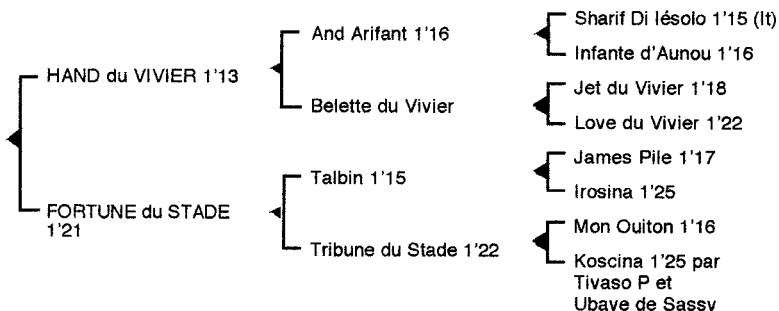 HAND du VIVIER 1'13
FORTUNE du STADE
1'21
And Arifant 1'16
Belette du Vivier
Talbin 1'15
Tribune du Stade 1'22
Sharif Di Iésolo 1'15 (It)
Infante d'Aunou 1'16
Jet du Vivier 1'18
Love du Vivier 1'22
James Pile 1'17
Irosina 1'25
Mon Ouiton 1'16
Koscina 1'25 par
Tivaso P et
Ubaye de Sassy